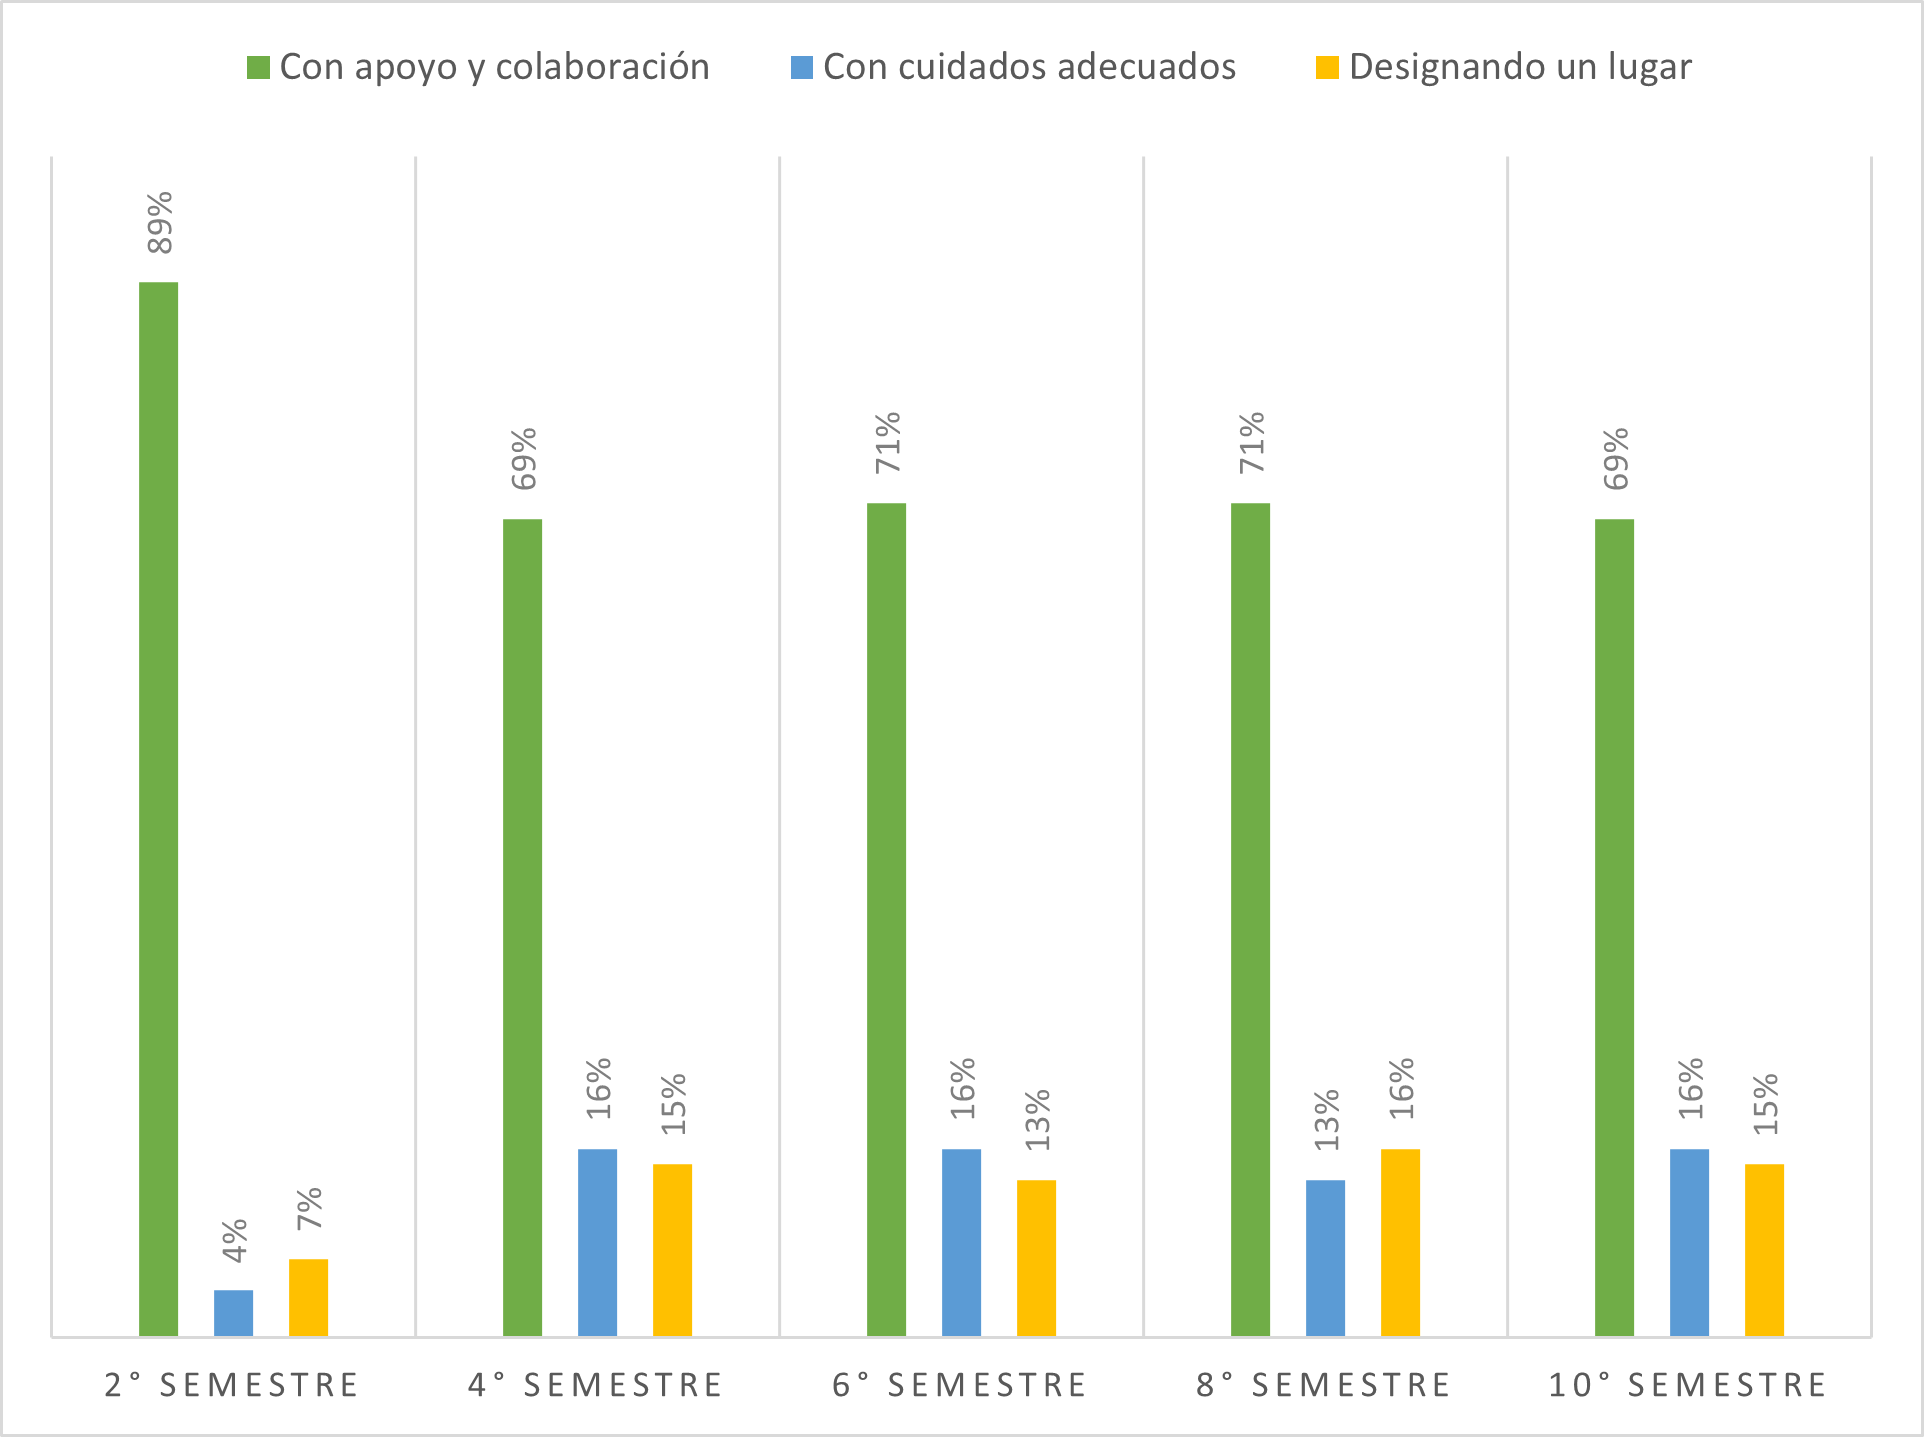 Con apoyo y colaboración Con cuidados adecuados Designando un lugar
89% 4% 7%
69% 16% 15%
71% 16% 13%
71% 13% 16%
69% 16% 15%
2° SEMESTRE 4° SEMESTRE 6° SEMESTRE 8° SEMESTRE 10° SEMESTRE